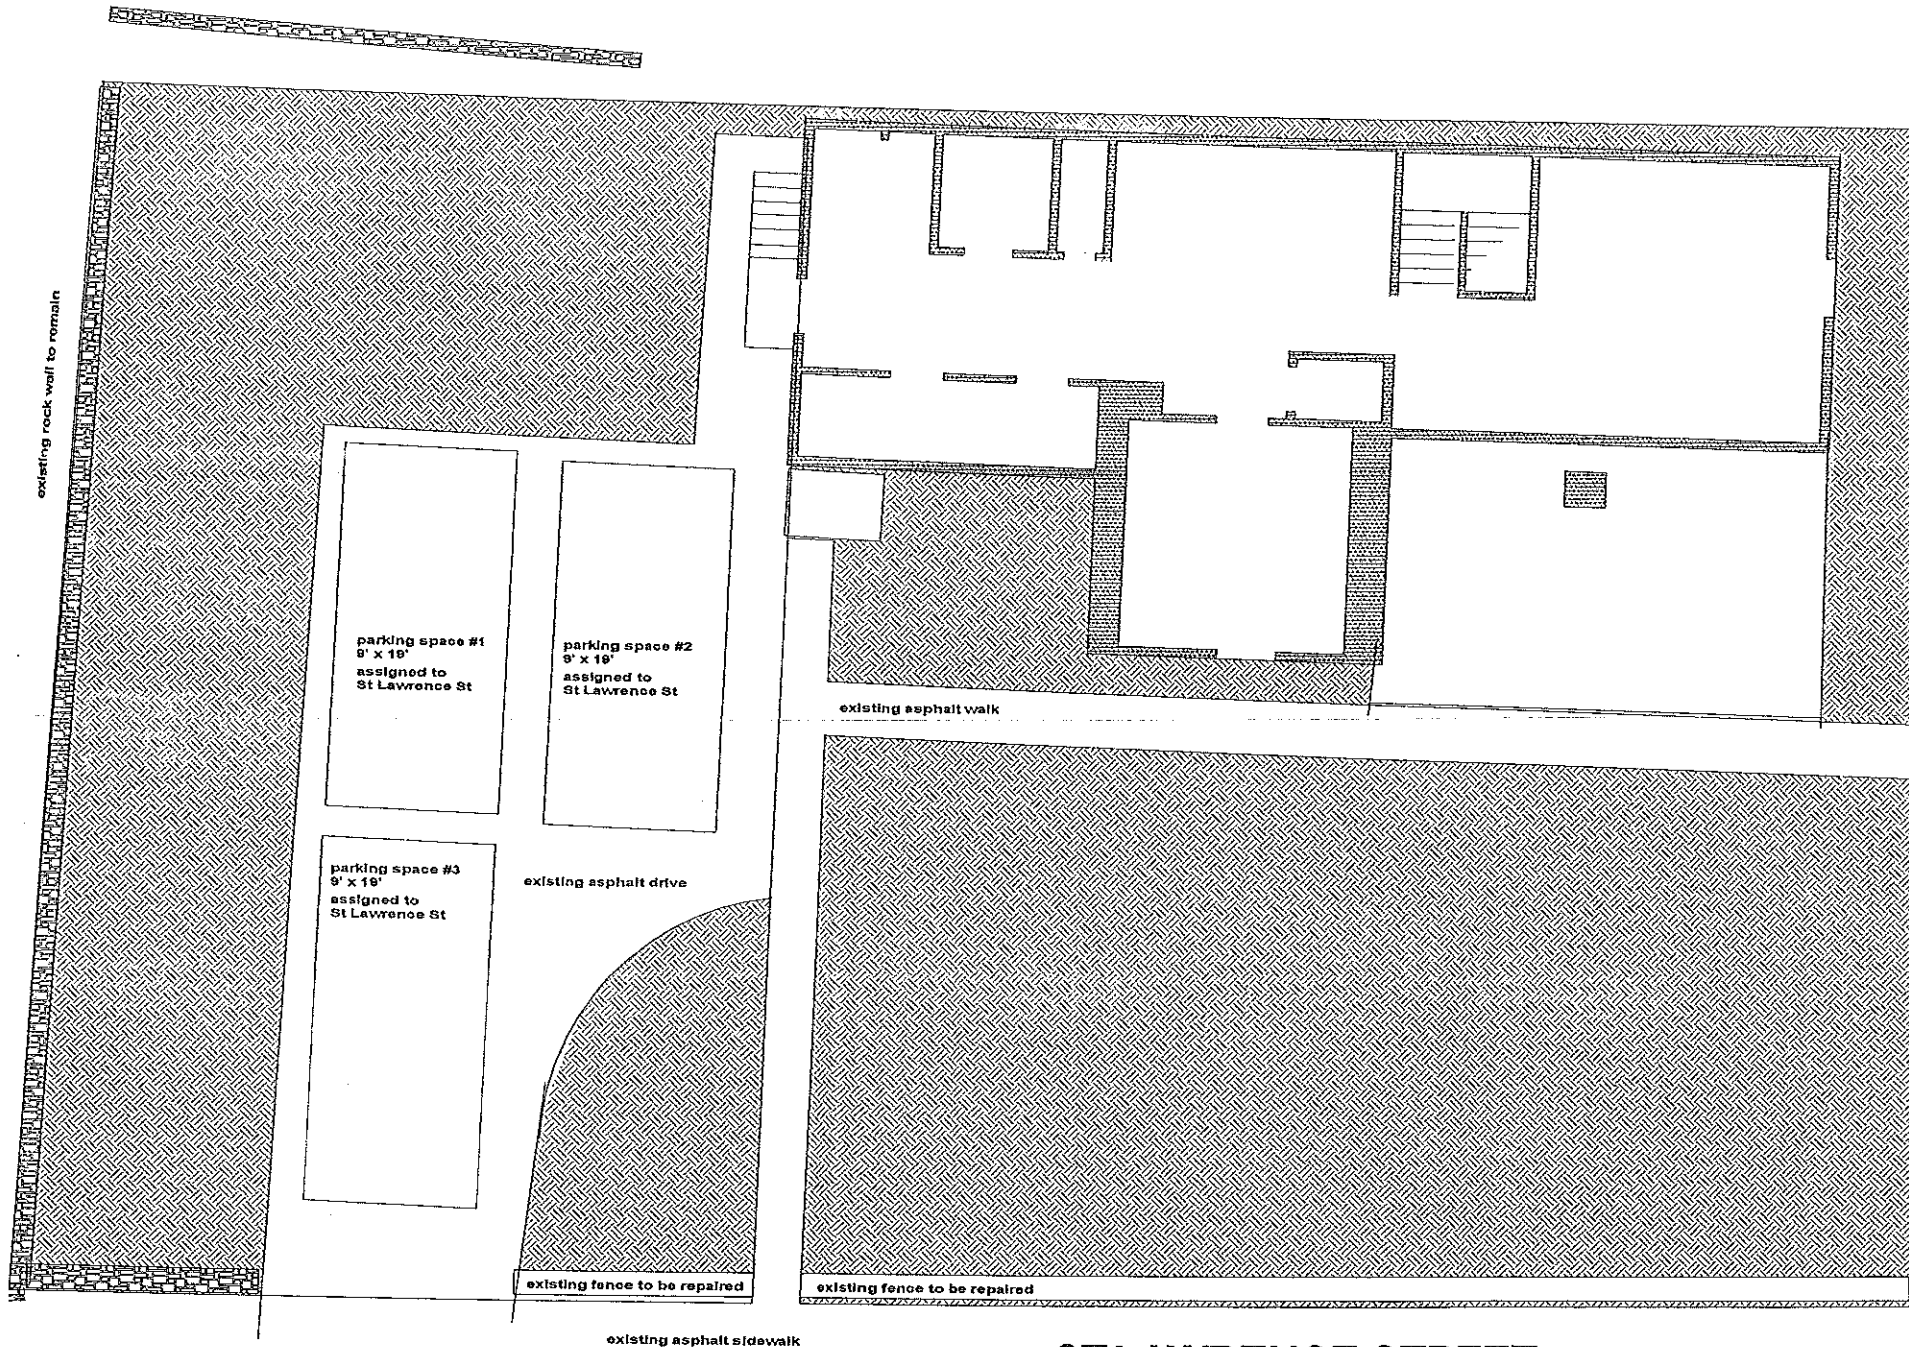 existing rock wall to romain
parking space #1
9' x 19'
assigned to
St Lawrence St
parking space #2
9' x 19'
assigned to
St Lawrence St
existing asphalt walk
parking space #3
9' x 19'
assigned to
St Lawrence St
existing asphalt drive
existing fence to be repaired
existing fence to be repaired
existing asphalt sidewalk